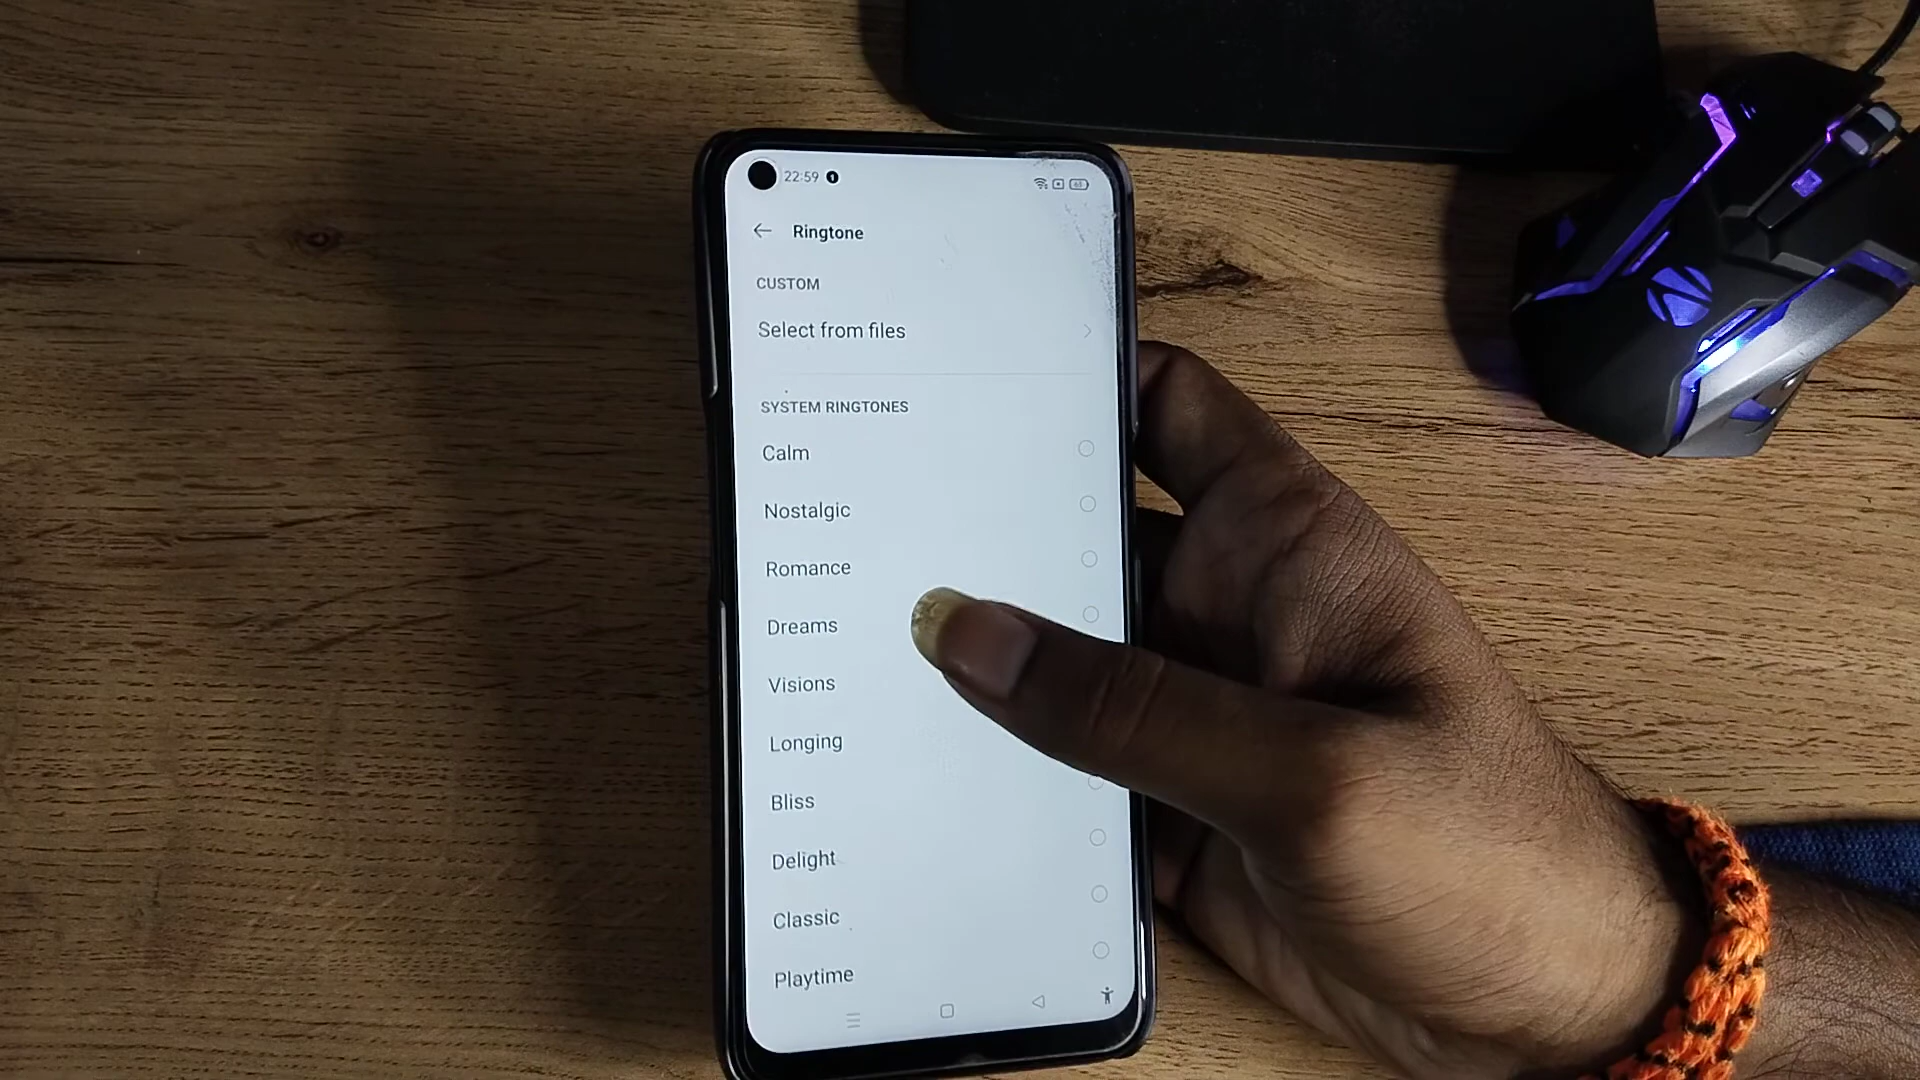 22:59
Ringtone
CUSTOM
Select from files
SYSTEM RINGTONES
Calm
Nostalgic
Romance
Dreams
Visions
Longing
Bliss
Delight
Classic
Playtime